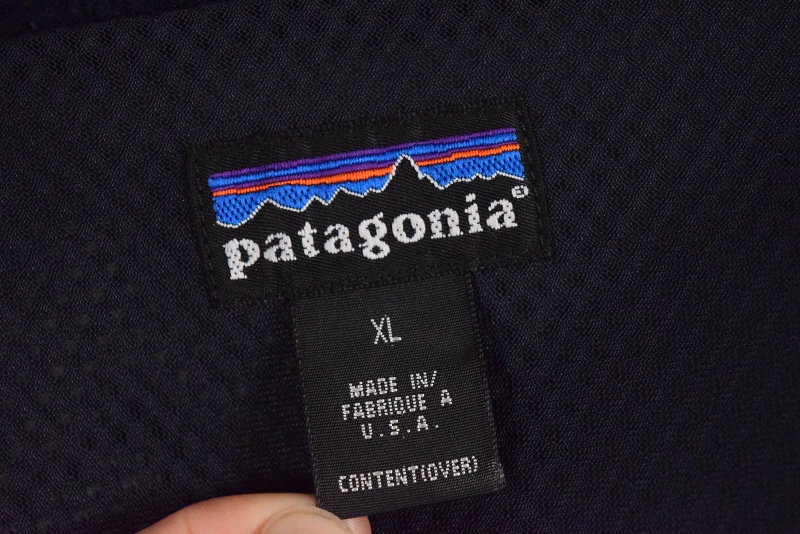 patagonia®
XL
MADE IN/
FABRIQUE A
U.S.A.
CONTENT(OVER)